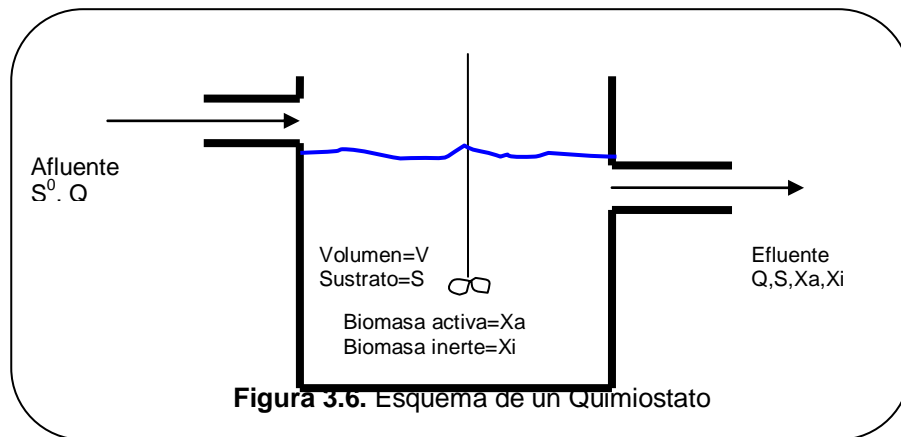 Afluente
S⁰, Q
Volumen=V
Sustrato=S
Biomasa activa=Xa
Biomasa inerte=Xi
Efluente
Q,S,Xa,Xi
Figura 3.6. Esquema de un Quimiostato